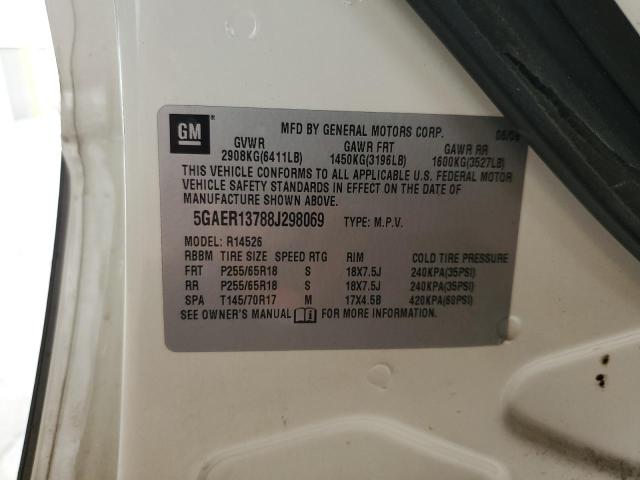 GM ® MFD BY GENERAL MOTORS CORP. 06/08
GVWR GAWR FRT GAWR RR
2908KG(6411LB) 1450KG(3196LB) 1600KG(3527LB)
THIS VEHICLE CONFORMS TO ALL APPLICABLE U.S. FEDERAL MOTOR
VEHICLE SAFETY STANDARDS IN EFFECT ON THE DATE OF
MANUFACTURE SHOWN ABOVE.
5GAER13788J298069 TYPE: M.P.V.
MODEL: R14526
RBBM TIRE SIZE SPEED RTG RIM COLD TIRE PRESSURE
FRT P255/65R18 S 18X7.5J 240KPA(35PSI)
RR P255/65R18 S 18X7.5J 240KPA(35PSI)
SPA T145/70R17 M 17X4.5B 420KPA(60PSI)
SEE OWNER'S MANUAL FOR MORE INFORMATION.